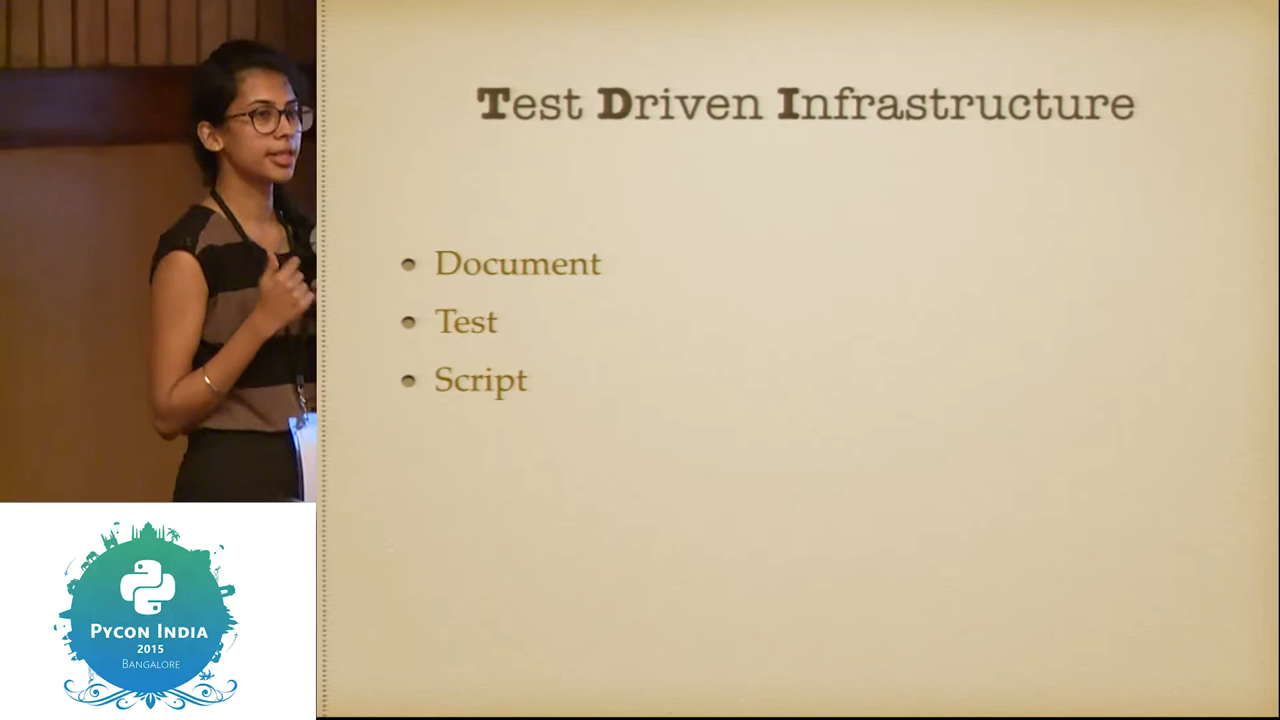 Test Driven Infrastructure
Document
Test
Script
PYCON INDIA
2015
BANGALORE